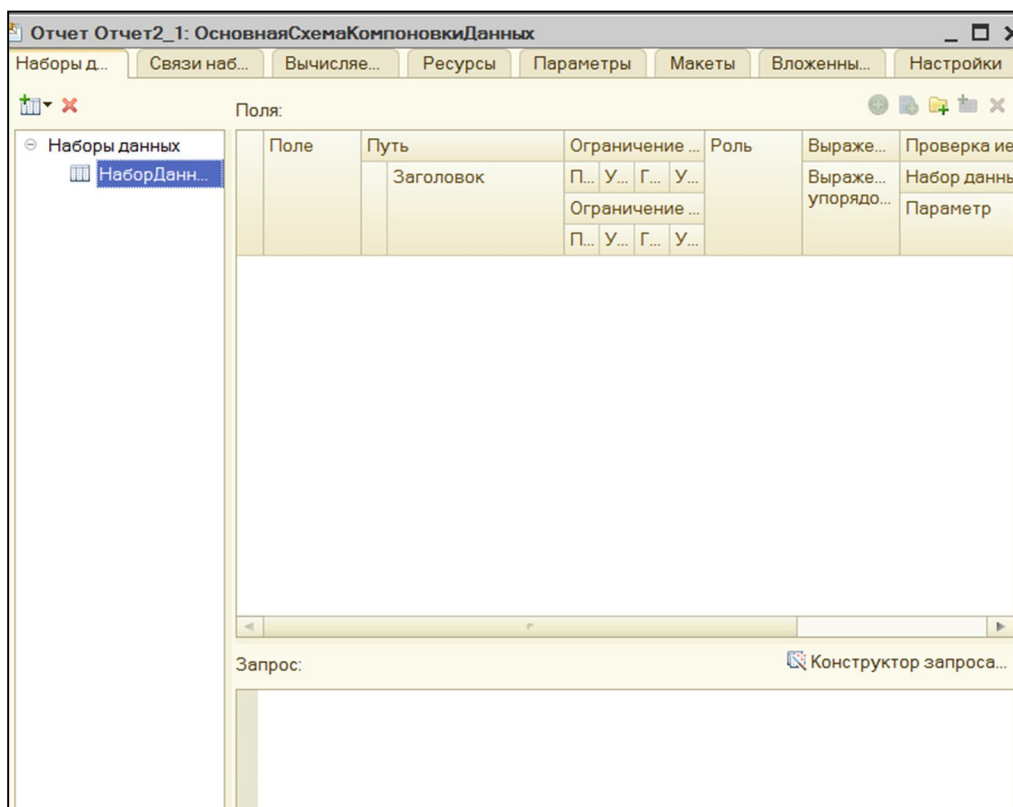 Отчет Отчет2_1: ОсновнаяСхемаКомпоновкиДанных
Наборы д... Связи наб... Вычисляе... Ресурсы Параметры Макеты Вложенны... Настройки
Поля:
Наборы данных
НаборДанн...
Поле Путь Ограничение ... Роль Выраже... Проверка ие
Заголовок П... У... Г... У... Выраже... упорядо... Набор данны
Ограничение ... Параметр
П... У... Г... У...
Запрос: Конструктор запроса...